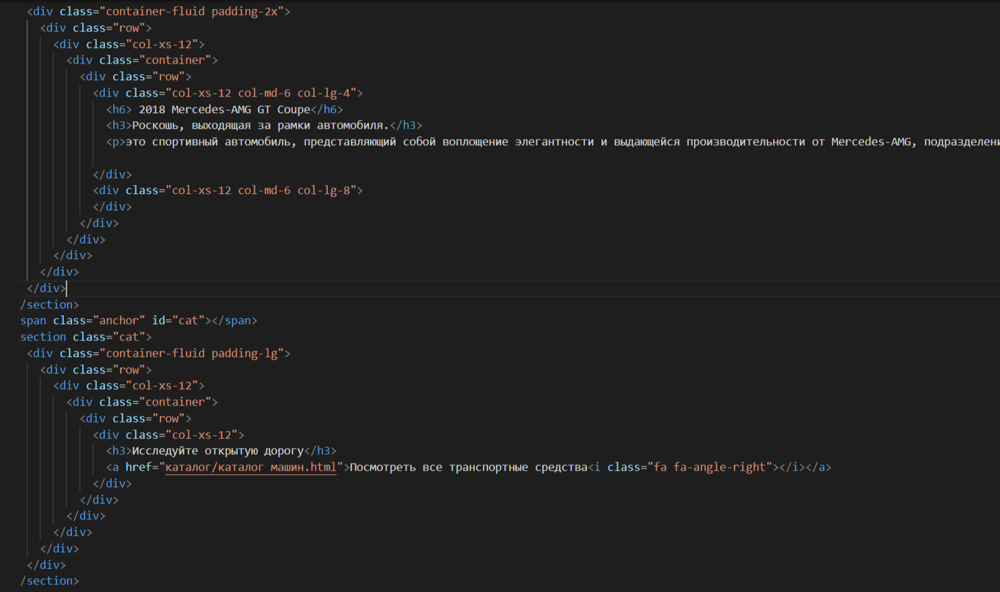 <div class="container-fluid padding-2x">
<div class="row">
<div class="col-xs-12">
<div class="container">
<div class="row">
<div class="col-xs-12 col-md-6 col-lg-4">
<h6> 2018 Mercedes-AMG GT Coupe</h6>
<h3>Роскошь, выходящая за рамки автомобиля.</h3>
<p>это спортивный автомобиль, представляющий собой воплощение элегантности и выдающейся производительности от Mercedes-AMG, подразделени
</div>
<div class="col-xs-12 col-md-6 col-lg-8">
</div>
</div>
</div>
</div>
</div>
</div>
/section>
span class="anchor" id="cat"></span>
section class="cat">
<div class="container-fluid padding-lg">
<div class="row">
<div class="col-xs-12">
<div class="container">
<div class="row">
<div class="col-xs-12">
<h3>Исследуйте открытую дорогу</h3>
<a href="каталог/каталог машин.html">Посмотреть все транспортные средства<i class="fa fa-angle-right"></i></a>
</div>
</div>
</div>
</div>
</div>
</div>
/section>